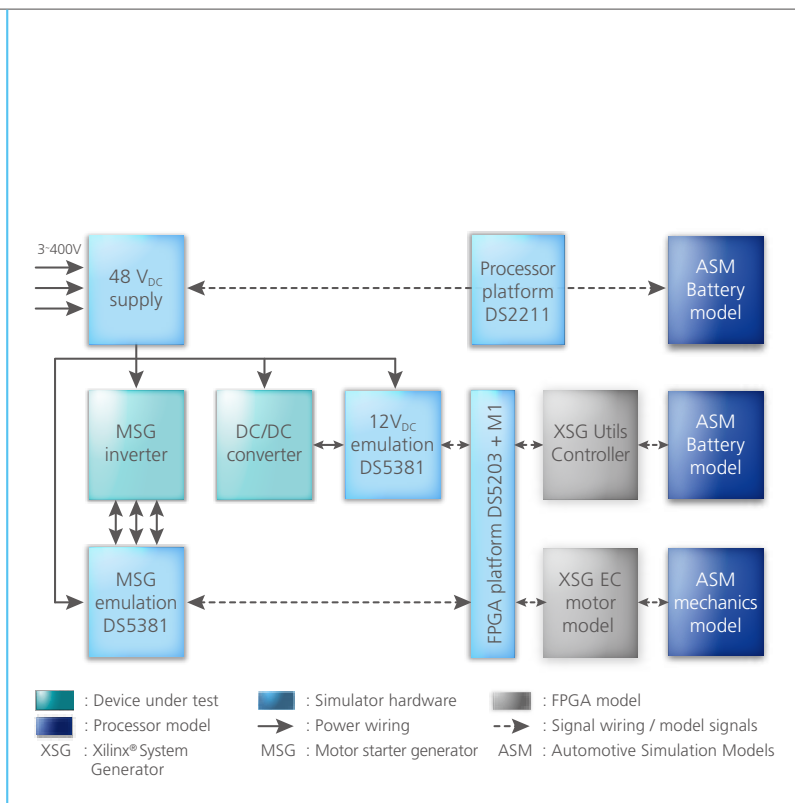 3~400V
48 VDC
supply
Processor
platform
DS2211
ASM
Battery
model
MSG
inverter
DC/DC
converter
12VDC
emulation
DS5381
FPGA platform DS5203 + M1
XSG Utils
Controller
ASM
Battery
model
MSG
emulation
DS5381
XSG EC
motor
model
ASM
mechanics
model
: Device under test
: Simulator hardware
: FPGA model
: Processor model
: Power wiring
: Signal wiring / model signals
XSG : Xilinx® System
Generator
MSG : Motor starter generator
ASM : Automotive Simulation Models